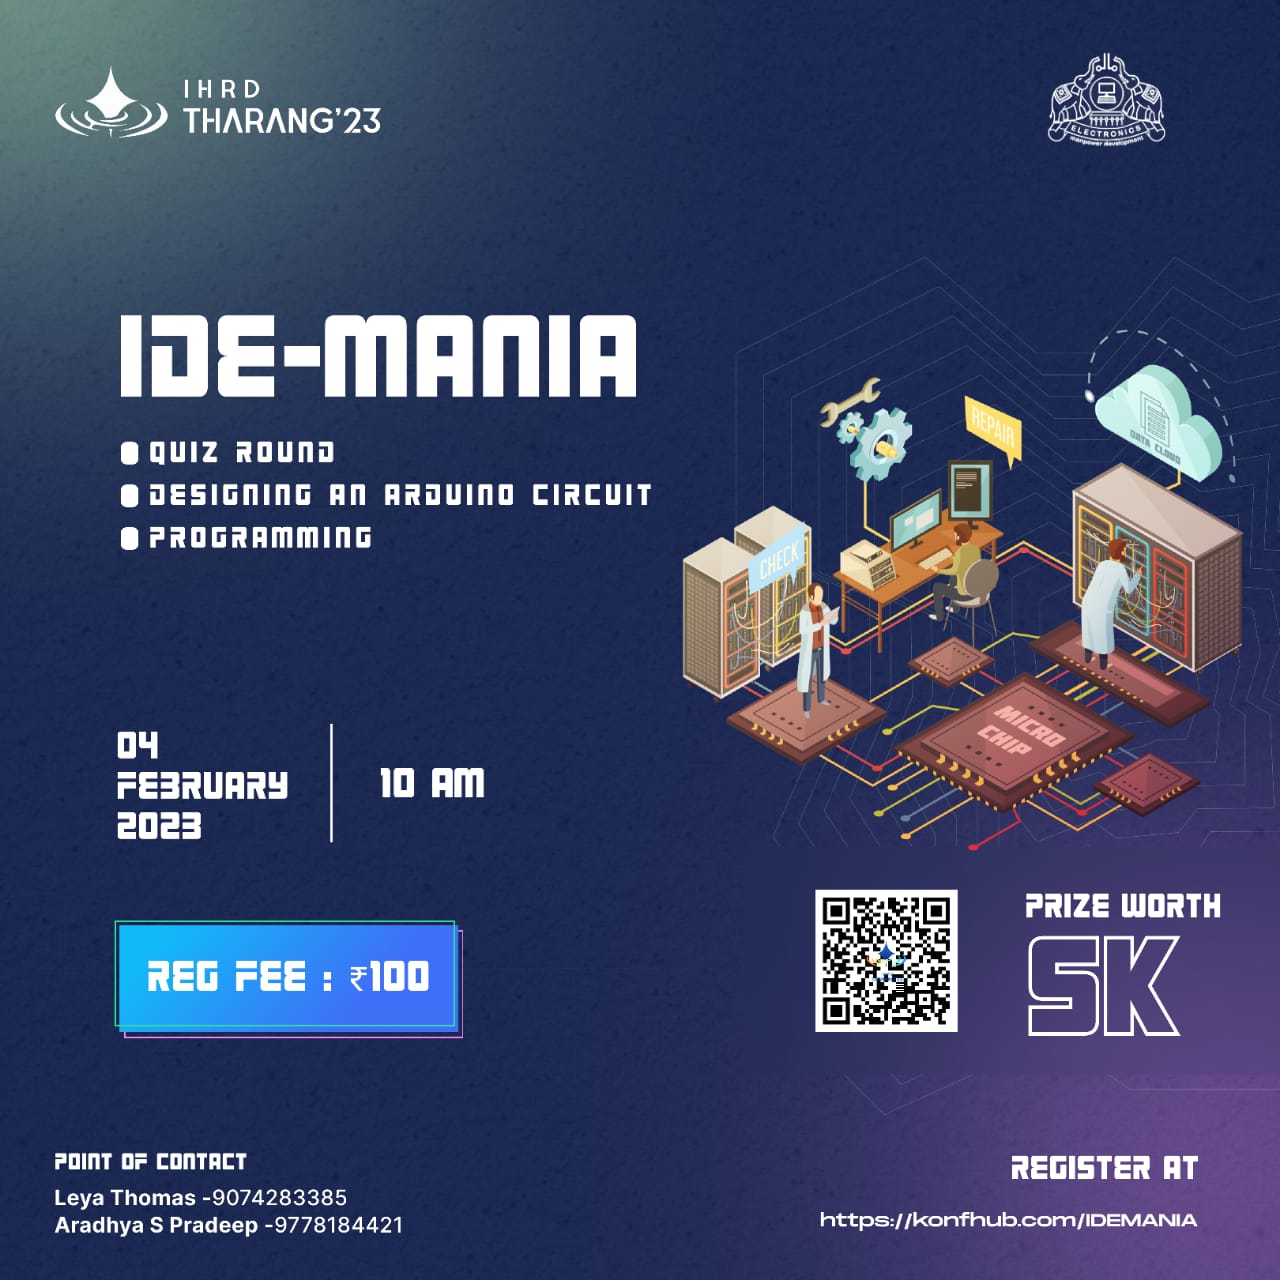 IHRD
THARANG'23
ELECTRONICS
manpower development
IDE-MANIA
QUIZ ROUND
DESIGNING AN ARDUINO CIRCUIT
PROGRAMMING
REPAIR
DATA CLOUD
CHECK
MICRO
CHIP
04
FEBRUARY
2023
10 AM
REG FEE : ₹100
PRIZE WORTH
5K
POINT OF CONTACT
Leya Thomas -9074283385
Aradhya S Pradeep -9778184421
REGISTER AT
https://konfhub.com/IDEMANIA